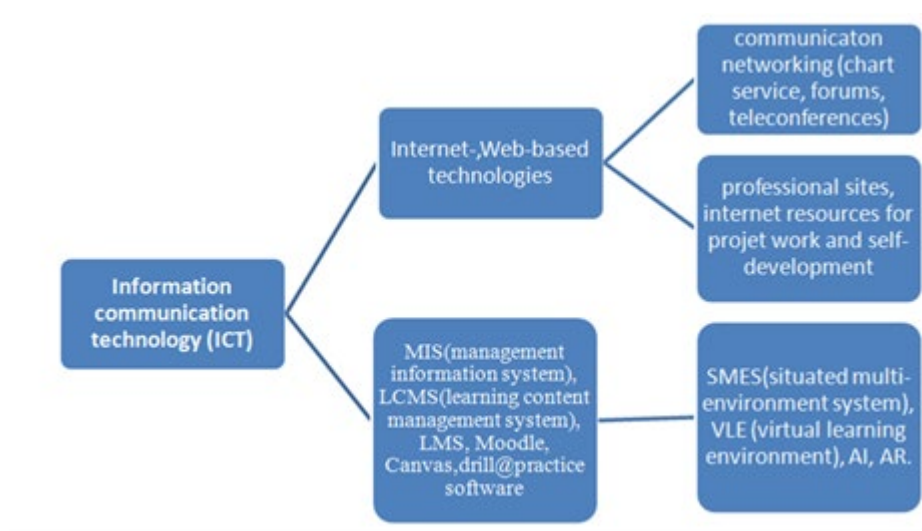 Information
communication
technology (ICT)
Internet-,Web-based
technologies
communicaton
networking (chart
service, forums,
teleconferences)
professional sites,
internet resources for
projet work and self-
development
MIS(management
information system),
LCMS(learning content
management system),
LMS, Moodle,
Canvas,drill@practice
software
SMES(situated multi-
environment system),
VLE (virtual learning
environment), AI, AR.